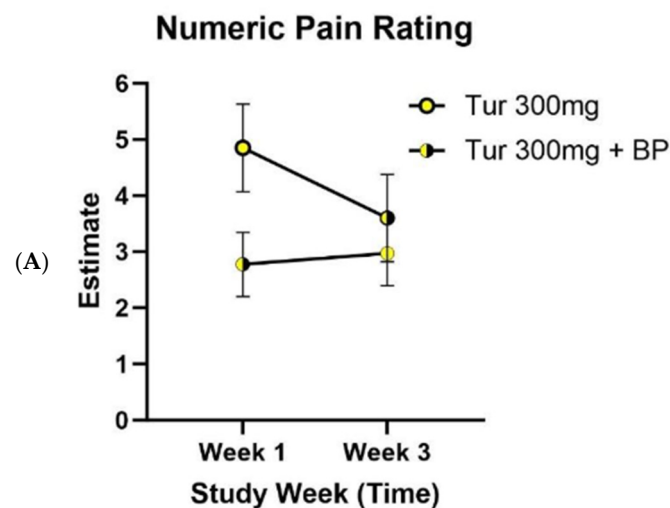 Numeric Pain Rating
6
5
4
3
2
1
0
Estimate
(A)
Tur 300mg
Tur 300mg + BP
Week 1
Week 3
Study Week (Time)